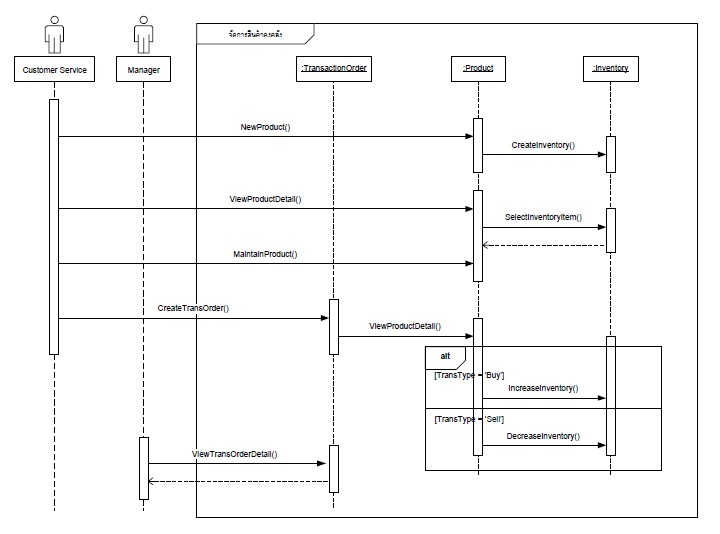 จัดการสินค้าคงคลัง
Customer Service
Manager
:TransactionOrder
:Product
:Inventory
NewProduct()
CreateInventory()
ViewProductDetail()
SelectInventoryItem()
MaintainProduct()
CreateTransOrder()
ViewProductDetail()
alt
[TransType = 'Buy']
IncreaseInventory()
[TransType = 'Sell']
DecreaseInventory()
ViewTransOrderDetail()